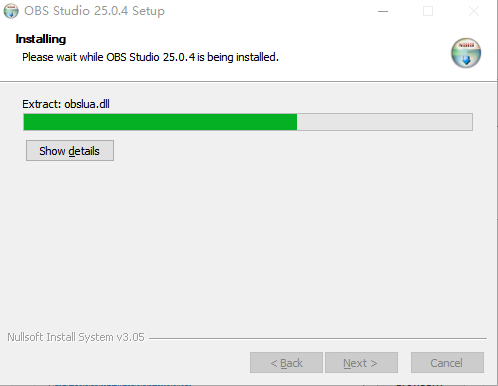 OBS Studio 25.0.4 Setup
Installing
Please wait while OBS Studio 25.0.4 is being installed.
Extract: obslua.dll
Show details
Nullsoft Install System v3.05
< Back
Next >
Cancel